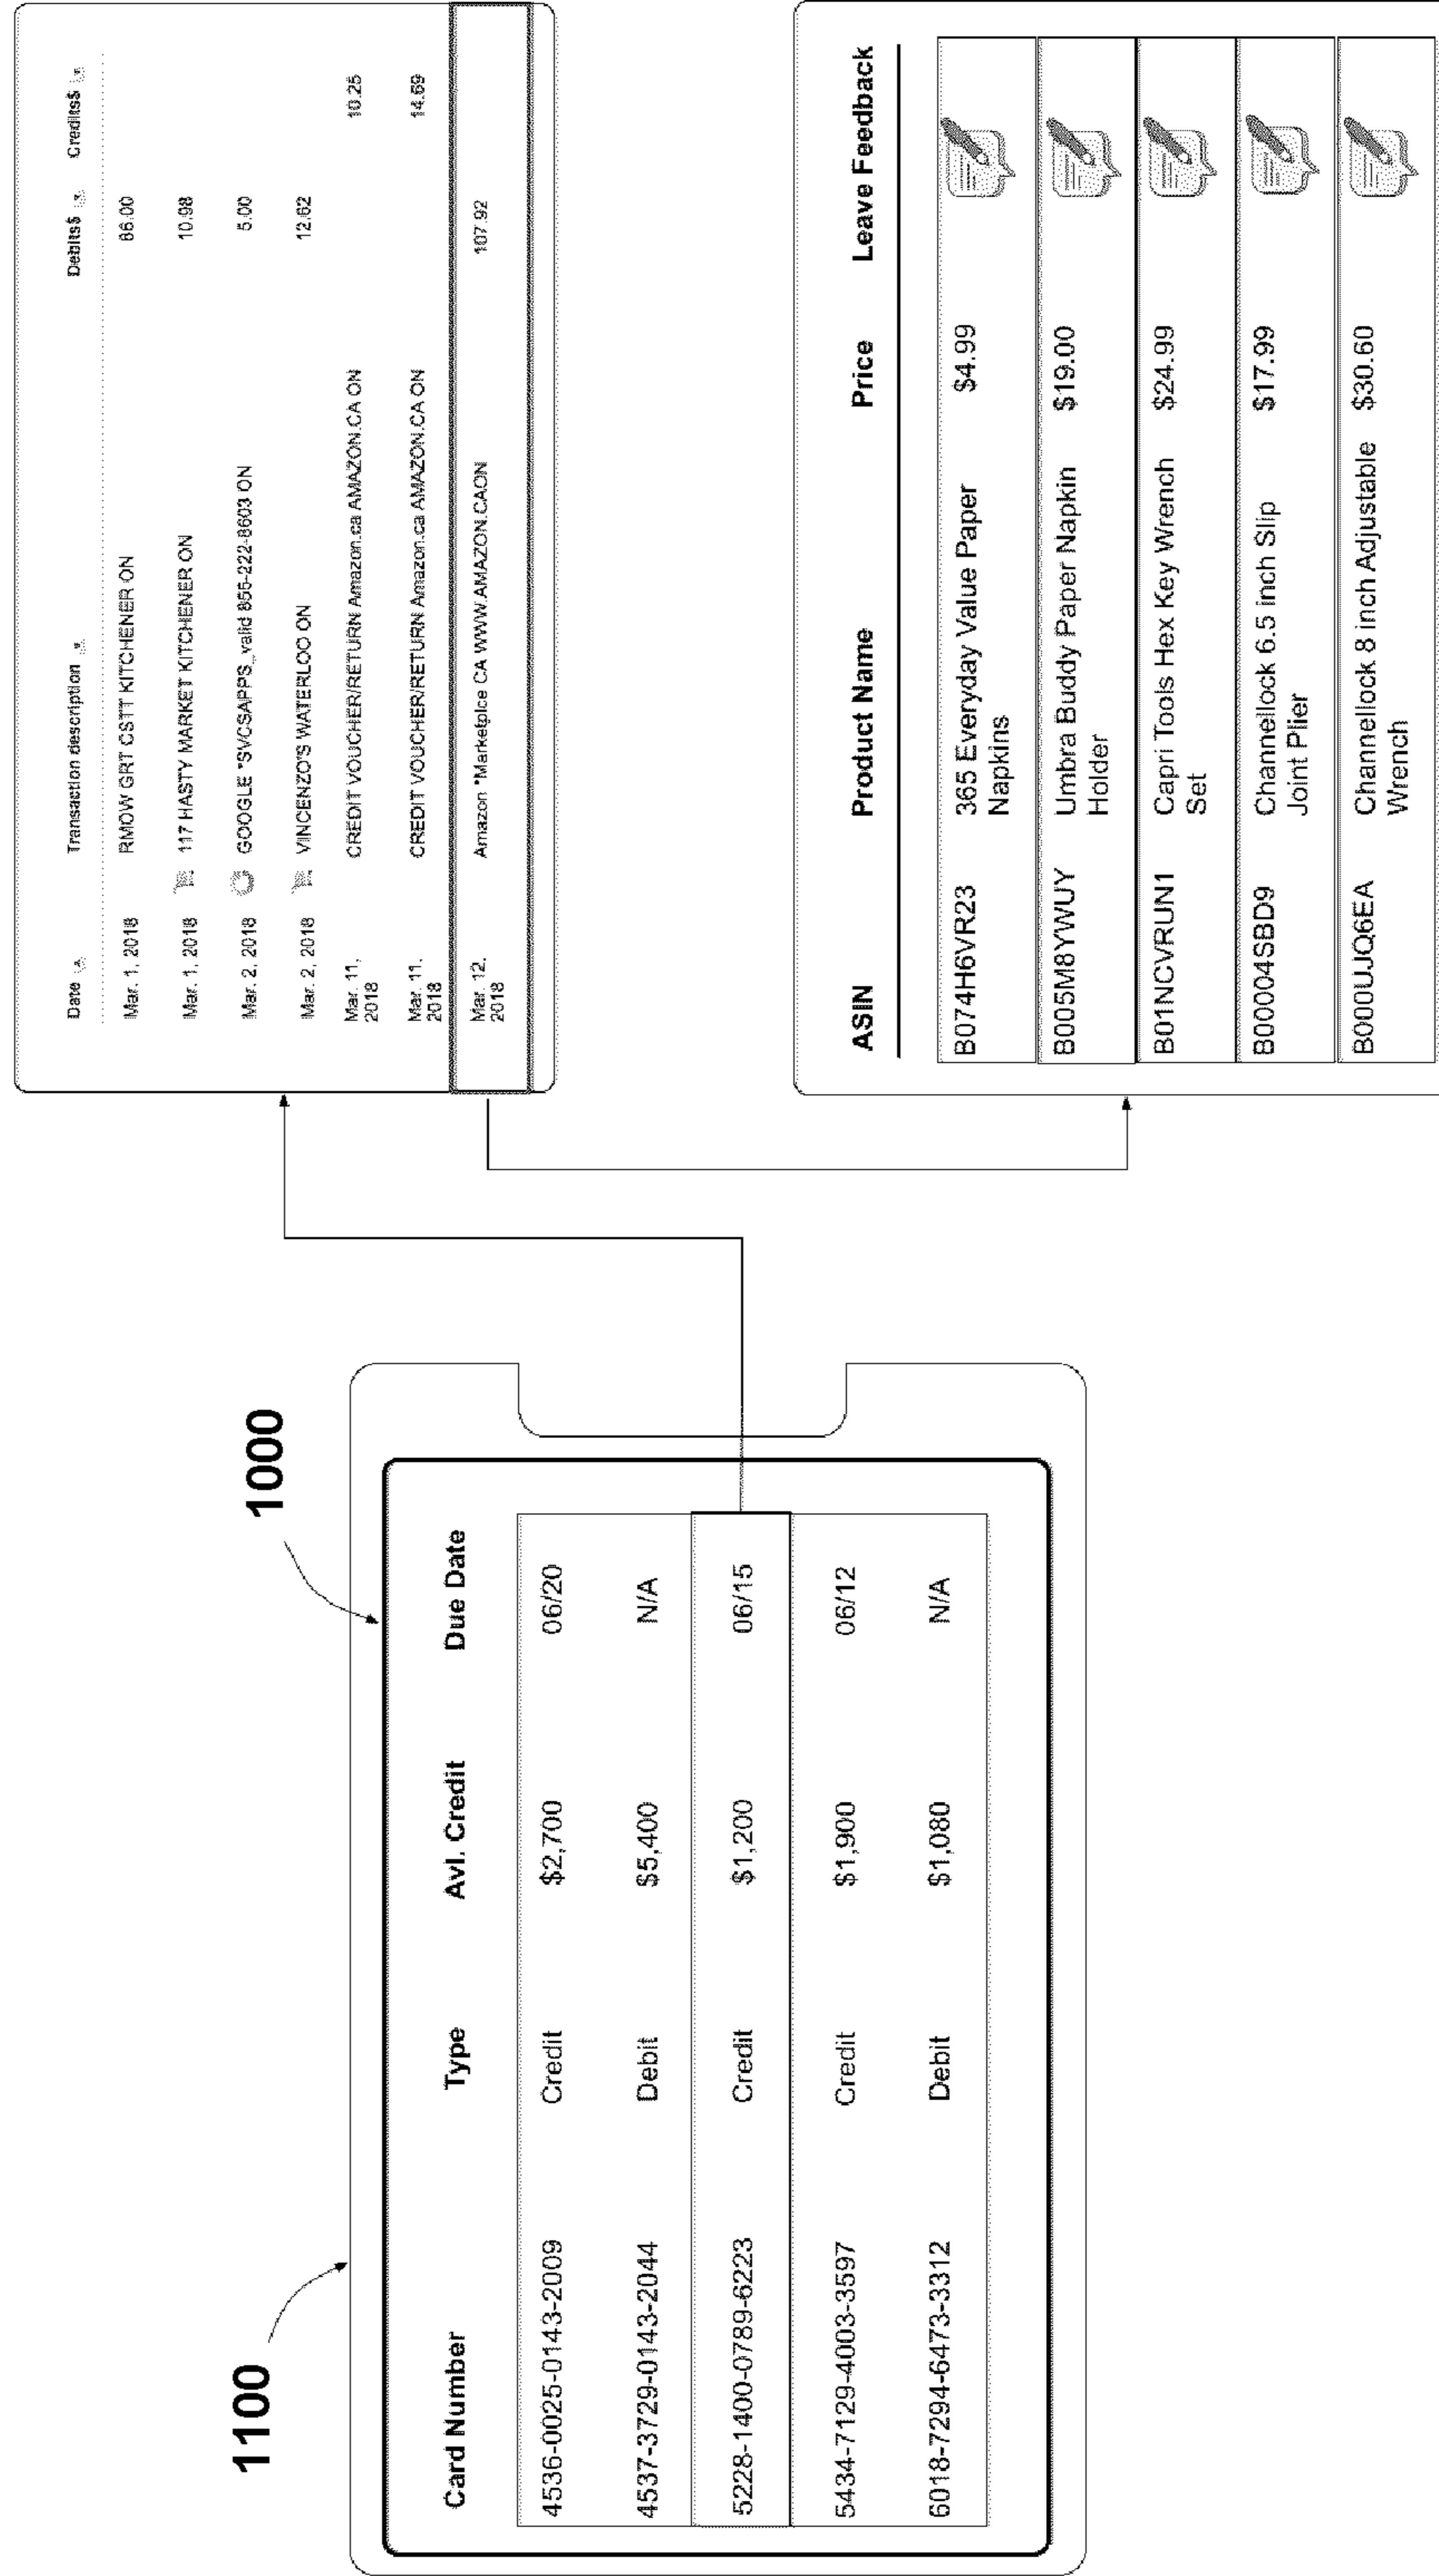 1100
1000
Card Number Type Avl. Credit Due Date
4536-0025-0143-2009 Credit $2,700 06/20
4537-3729-0143-2044 Debit $5,400 N/A
5228-1400-0789-6223 Credit $1,200 06/15
5434-7129-4003-3597 Credit $1,900 06/12
6018-7294-6473-3312 Debit $1,080 N/A
Date Transaction description Debits$ Credits$
Mar. 1, 2018 RMOW GRT CSTT KITCHENER ON 86.00
Mar. 1, 2018 117 HASTY MARKET KITCHENER ON 10.98
Mar. 2, 2018 GOOGLE *SVCSAPPS_valid 855-222-8603 ON 5.00
Mar. 2, 2018 VINCENZO'S WATERLOO ON 12.62
Mar. 11, CREDIT VOUCHER/RETURN Amazon.ca AMAZON.CA ON 10.25
2018
Mar. 11, CREDIT VOUCHER/RETURN Amazon.ca AMAZON.CA ON 14.69
2018
Mar. 12, Amazon *Marketplce CA WWW.AMAZON.CAON 107.92
2018
ASIN Product Name Price Leave Feedback
B074H6VR23 365 Everyday Value Paper $4.99
Napkins
B005M8YWUY Umbra Buddy Paper Napkin $19.00
Holder
B01NCVRUN1 Capri Tools Hex Key Wrench $24.99
Set
B00004SBD9 Channellock 6.5 inch Slip $17.99
Joint Plier
B000UJQ6EA Channellock 8 inch Adjustable $30.60
Wrench